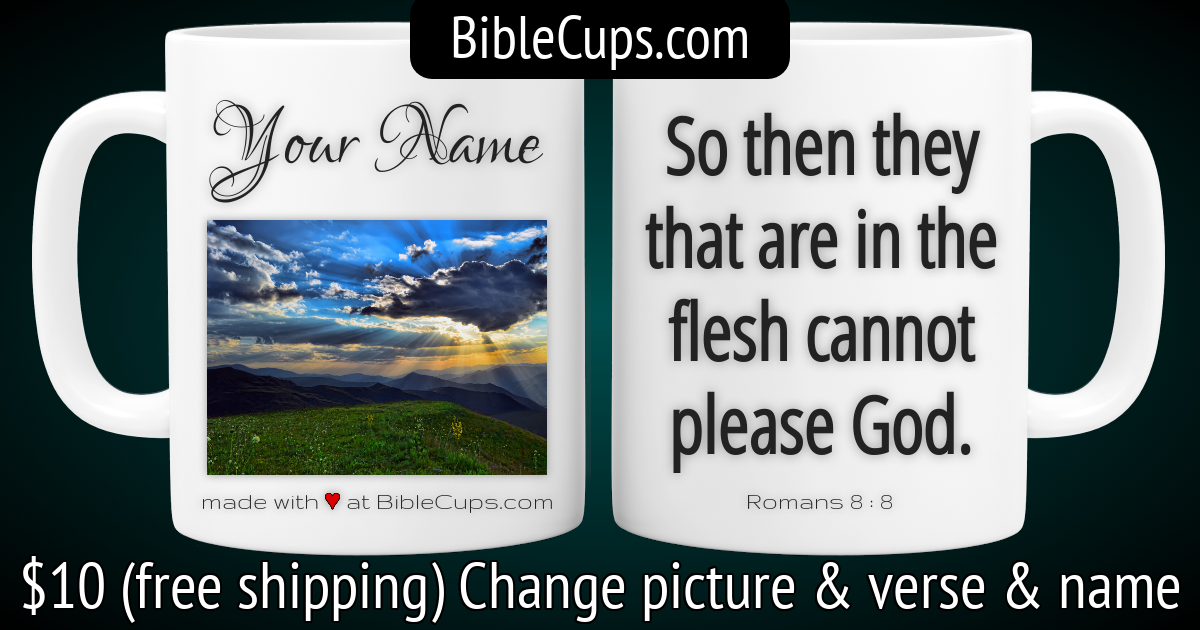 BibleCups.com
Your Name
made with ♥ at BibleCups.com
So then they
that are in the
flesh cannot
please God.
Romans 8 : 8
$10 (free shipping) Change picture & verse & name